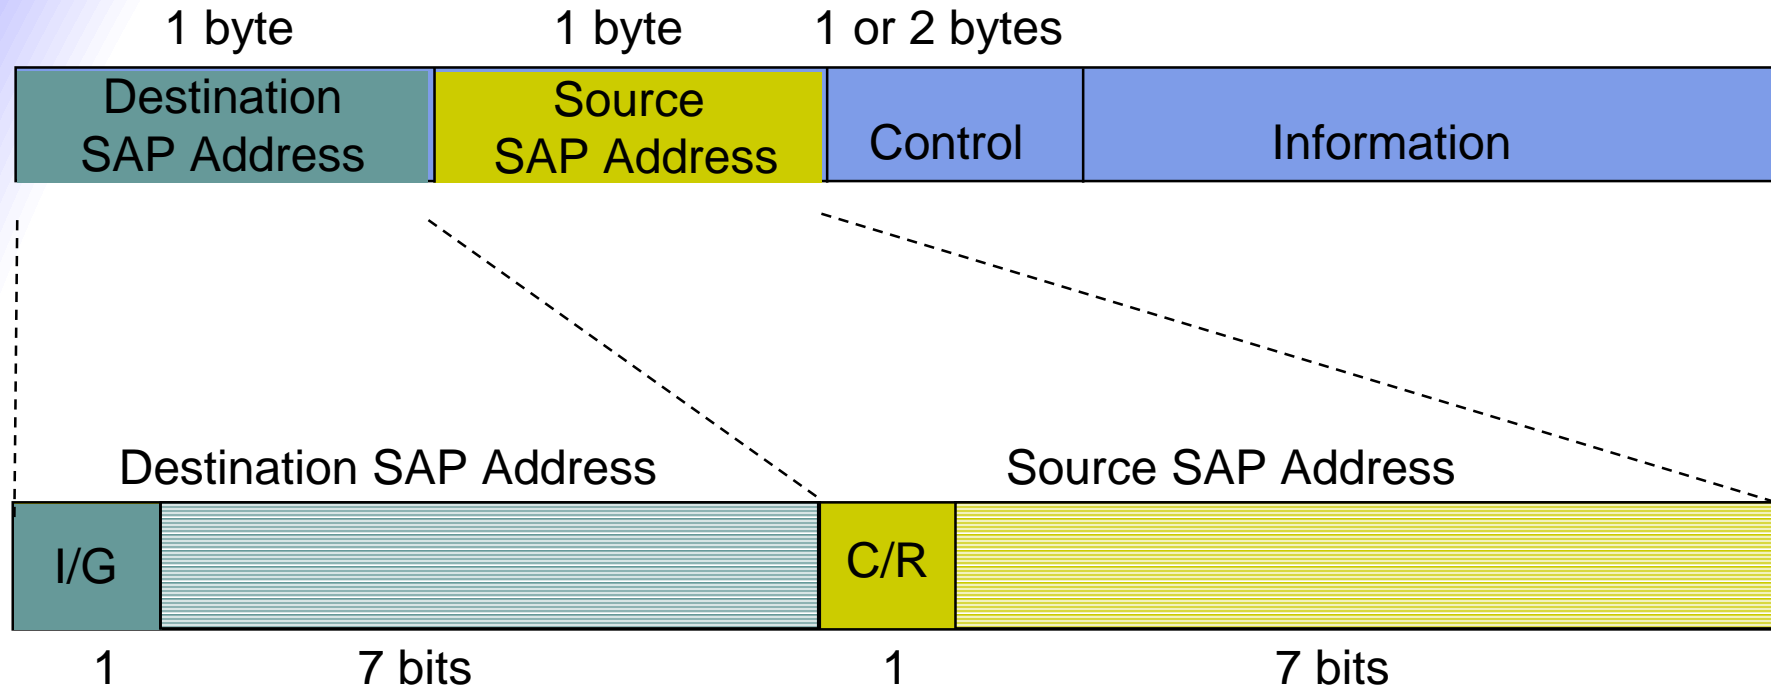 1 byte
1 byte
1 or 2 bytes
Destination
SAP Address
Source
SAP Address
Control
Information
Destination SAP Address
Source SAP Address
I/G
C/R
1
7 bits
1
7 bits